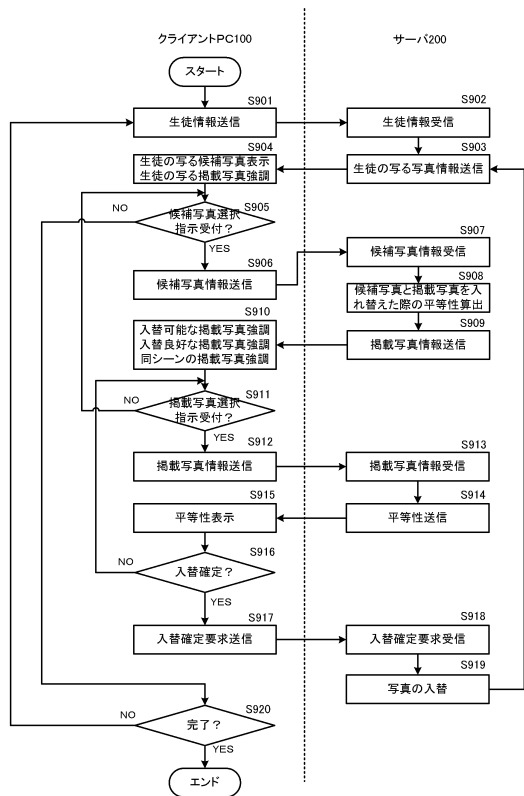 クライアントPC100
サーバ200
スタート
S901
生徒情報送信
S902
生徒情報受信
S903
生徒の写る写真情報送信
S904
生徒の写る候補写真表示
生徒の写る掲載写真強調
S905
候補写真選択
指示受付?
NO
YES
S906
候補写真情報送信
S907
候補写真情報受信
S908
候補写真と掲載写真を入
れ替えた際の平等性算出
S909
掲載写真情報送信
S910
入替可能な掲載写真強調
入替良好な掲載写真強調
同シーンの掲載写真強調
S911
掲載写真選択
指示受付?
NO
YES
S912
掲載写真情報送信
S913
掲載写真情報受信
S914
平等性送信
S915
平等性表示
S916
入替確定?
NO
YES
S917
入替確定要求送信
S918
入替確定要求受信
S919
写真の入替
S920
完了?
NO
YES
エンド